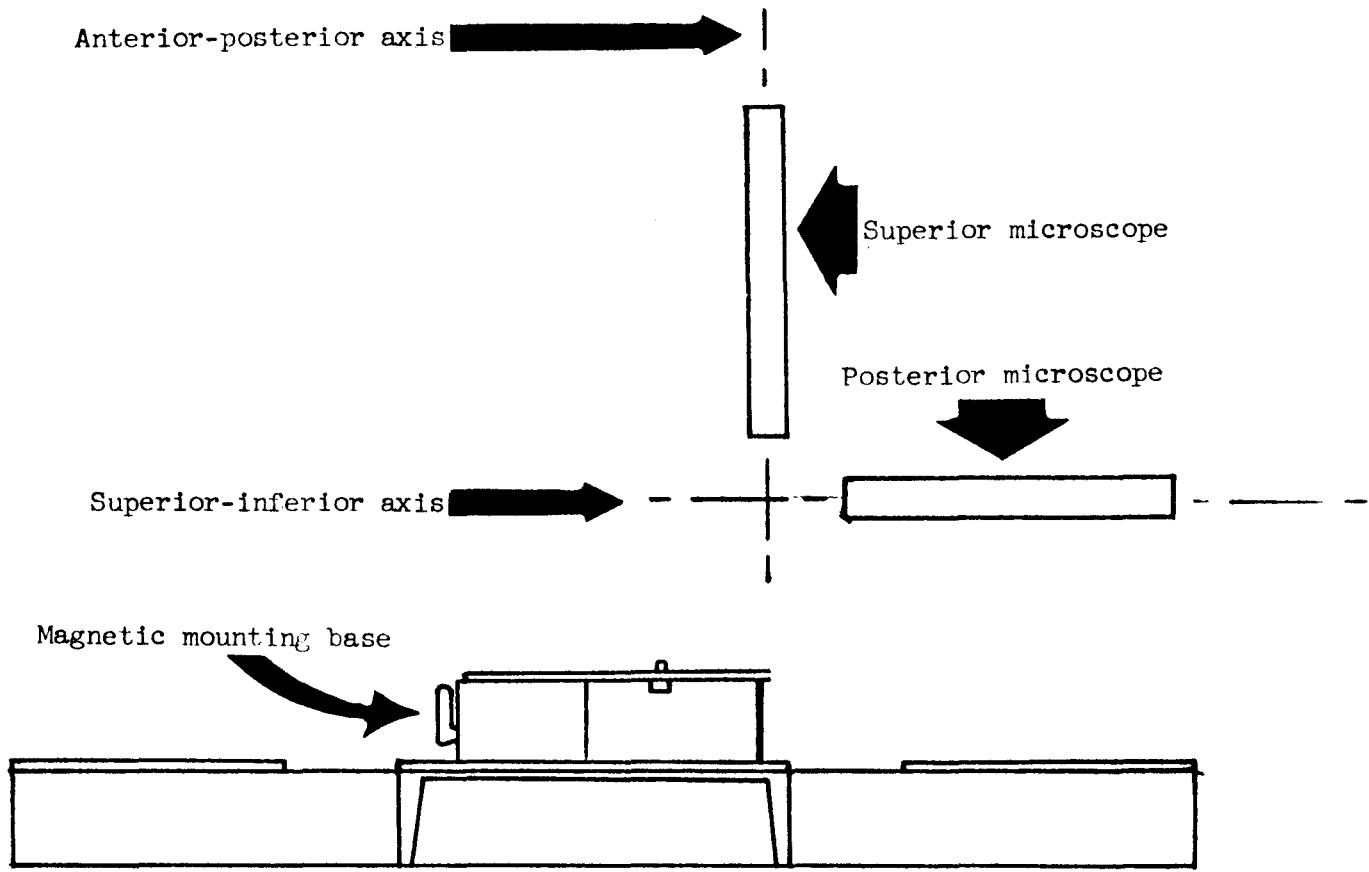 Anterior-posterior axis
Superior microscope
Posterior microscope
Superior-inferior axis
Magnetic mounting base